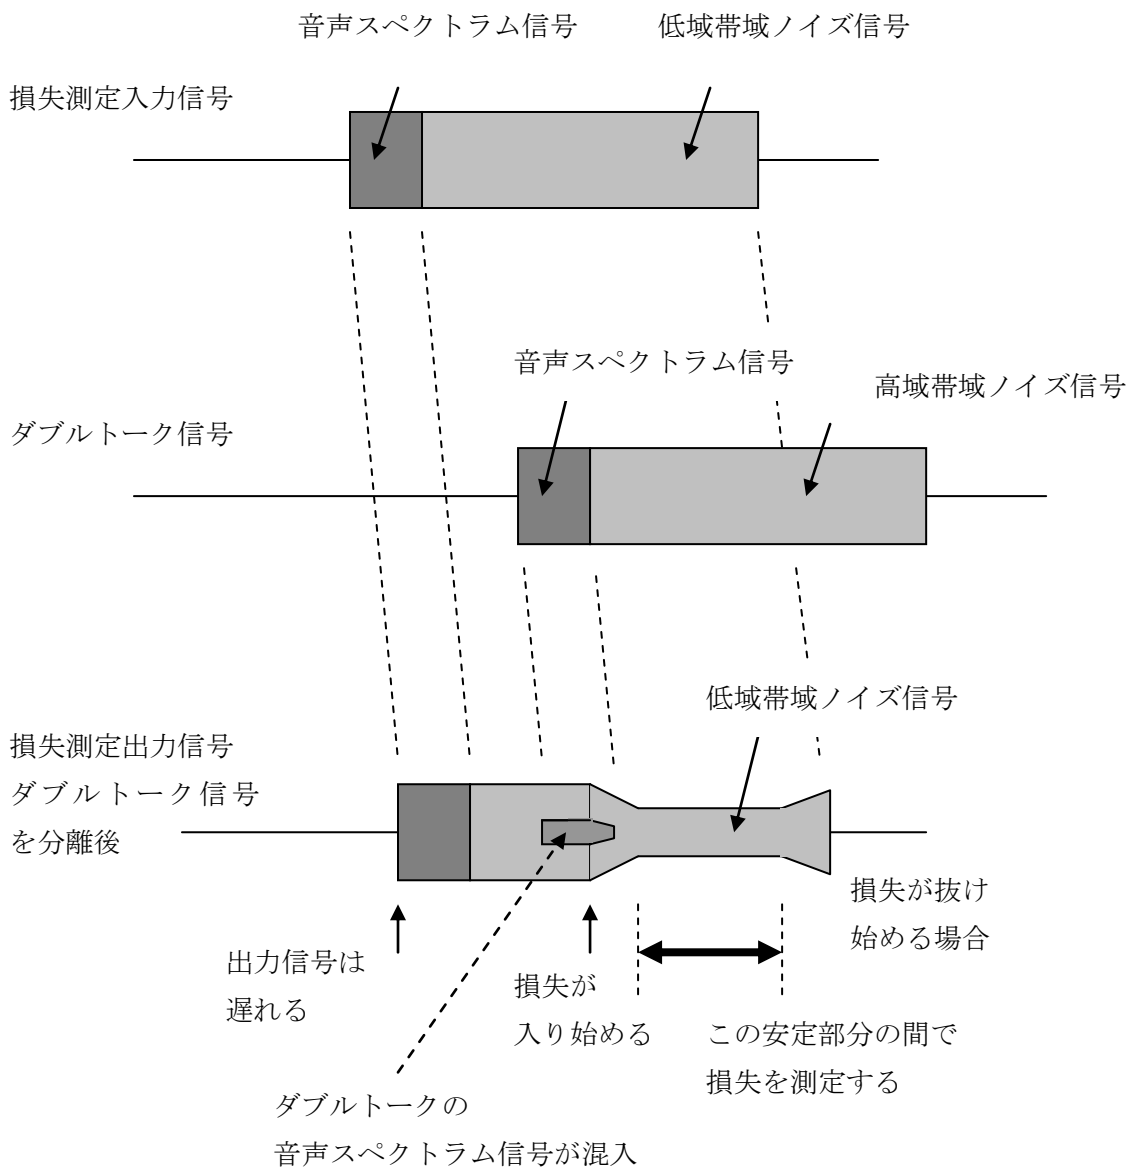 音声スペクトラム信号
低域帯域ノイズ信号
損失測定入力信号
音声スペクトラム信号
高域帯域ノイズ信号
ダブルトーク信号
低域帯域ノイズ信号
損失測定出力信号
ダブルトーク信号
を分離後
損失が抜け
始める場合
出力信号は
遅れる
損失が
入り始める
この安定部分の間で
損失を測定する
ダブルトークの
音声スペクトラム信号が混入